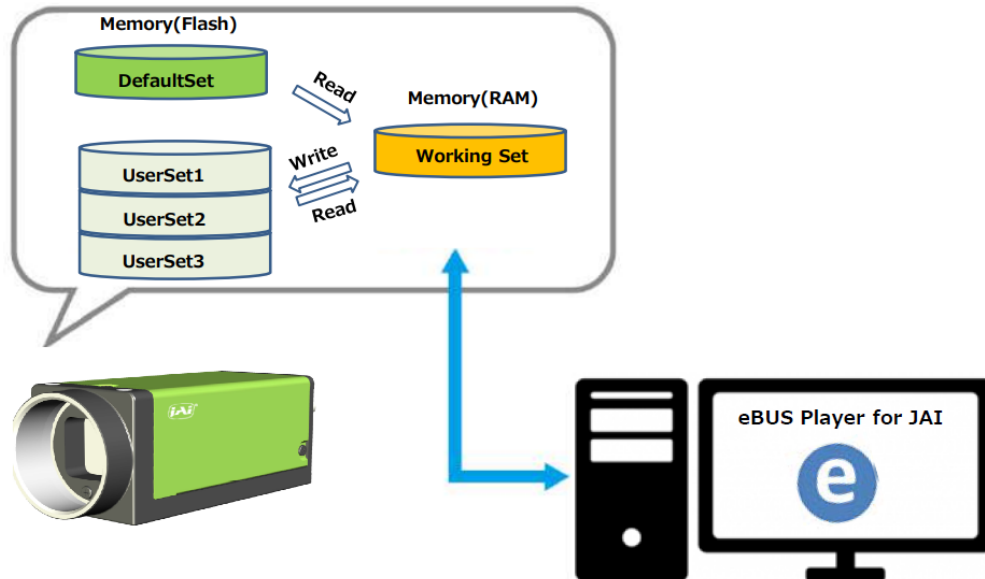 Memory(Flash)
DefaultSet
Read
Memory(RAM)
Working Set
Write
Read
UserSet1
UserSet2
UserSet3
JAI
eBUS Player for JAI
e